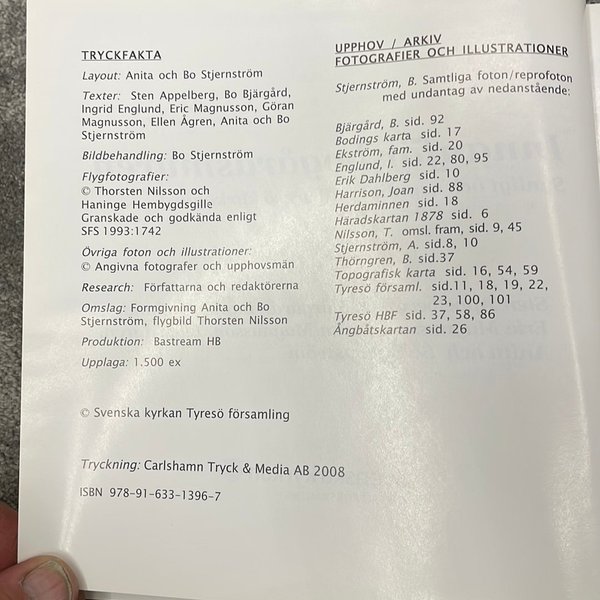 TRYCKFAKTA
Layout: Anita och Bo Stjernström
Texter: Sten Appelberg, Bo Bjärgård,
Ingrid Englund, Eric Magnusson, Göran
Magnusson, Ellen Ågren, Anita och Bo
Stjernström
Bildbehandling: Bo Stjernström
Flygfotografier:
© Thorsten Nilsson och
Haninge Hembygdsgille
Granskade och godkända enligt
SFS 1993:1742
Övriga foton och illustrationer:
© Angivna fotografer och upphovsmän
Research: Författarna och redaktörerna
Omslag: Formgivning Anita och Bo
Stjernström, flygbild Thorsten Nilsson
Produktion: Bastream HB
Upplaga: 1.500 ex
© Svenska kyrkan Tyresö församling
Tryckning: Carlshamn Tryck & Media AB 2008
ISBN 978-91-633-1396-7
UPPHOV / ARKIV
FOTOGRAFIER OCH ILLUSTRATIONER
Stjernström, B. Samtliga foton/reprofoton
med undantag av nedanstående:
Bjärgård, B. sid. 92
Bodings karta sid. 17
Ekström, fam. sid. 20
Englund, I. sid. 22, 80, 95
Erik Dahlberg sid. 10
Harrison, Joan sid. 88
Herdaminnen sid. 18
Häradskartan 1878 sid. 6
Nilsson, T. omsl. fram, sid. 9, 45
Stjernström, A. sid.8, 10
Thörngren, B. sid.37
Topografisk karta sid. 16, 54, 59
Tyresö församl. sid.11, 18, 19, 22,
23, 100, 101
Tyresö HBF sid. 37, 58, 86
Ångbåtskartan sid. 26